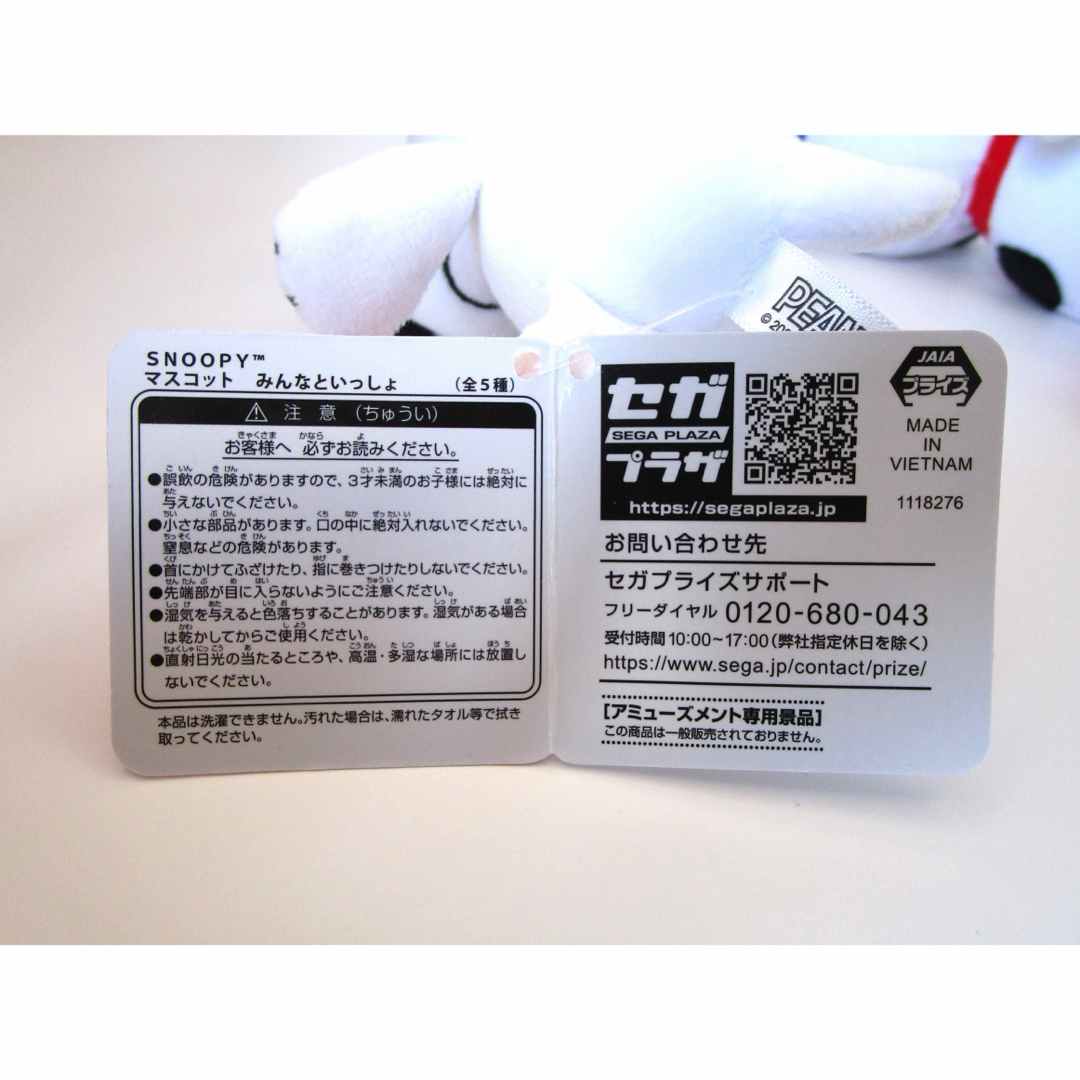 SNOOPY™
マスコット みんなといっしょ (全5種)
⚠ 注 意 (ちゅうい)
お客様へ 必ずお読みください。
●誤飲の危険がありますので、3才未満のお子様には絶対に
与えないでください。
●小さな部品があります。口の中に絶対入れないでください。
窒息などの危険があります。
●首にかけてふざけたり、指に巻きつけたりしないでください。
●先端部が目に入らないようにご注意ください。
●湿気を与えると色落ちすることがあります。湿気がある場合
は乾かしてからご使用ください。
●直射日光の当たるところや、高温・多湿な場所には放置し
ないでください。
本品は洗濯できません。汚れた場合は、濡れたタオル等で拭き
取ってください。
PEA
セガ
SEGA PLAZA
プラザ
https://segaplaza.jp
JAIA
プライズ
MADE
IN
VIETNAM
1118276
お問い合わせ先
セガプライズサポート
フリーダイヤル 0120-680-043
受付時間 10:00~17:00(弊社指定休日を除く)
https://www.sega.jp/contact/prize/
[アミューズメント専用景品]
この商品は一般販売されておりません。